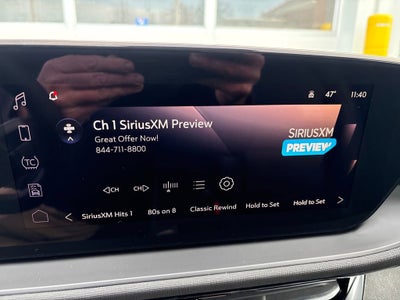 47° 11:40
Ch 1 SiriusXM Preview
Great Offer Now!
844-711-8800
SIRIUSXM
PREVIEW
TC
CH CH
SiriusXM Hits 1 80s on 8 Classic Rewind Hold to Set Hold to Set